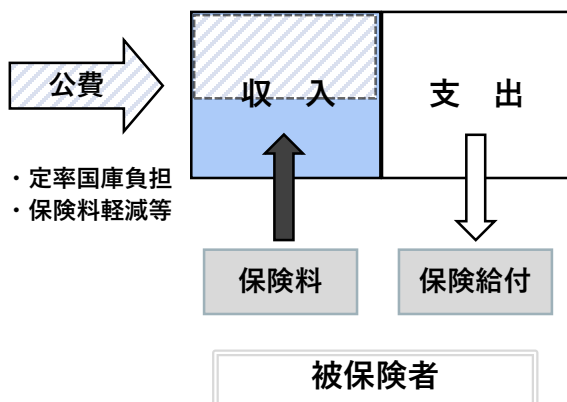 公費
収　入
支　出
・定率国庫負担
・保険料軽減等
保険料
保険給付
被保険者